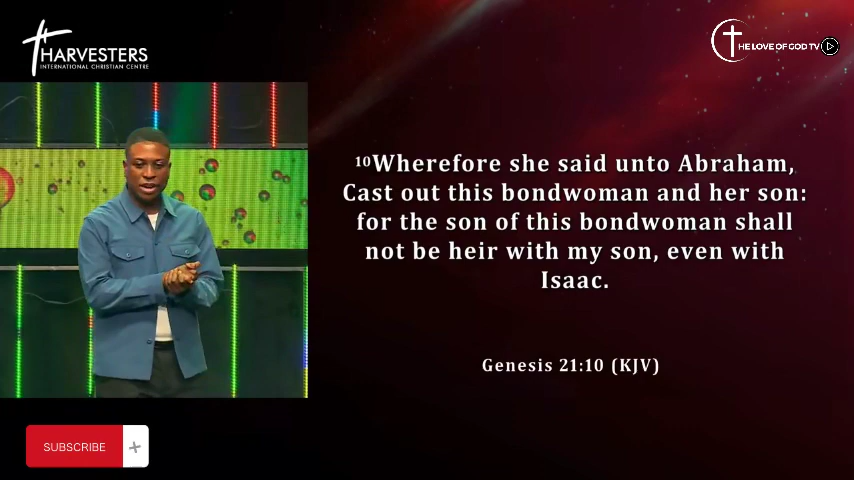 HARVESTERS
INTERNATIONAL CHRISTIAN CENTRE
HE LOVE OF GOD TV
10Wherefore she said unto Abraham,
Cast out this bondwoman and her son:
for the son of this bondwoman shall
not be heir with my son, even with
Isaac.
Genesis 21:10 (KJV)
SUBSCRIBE +